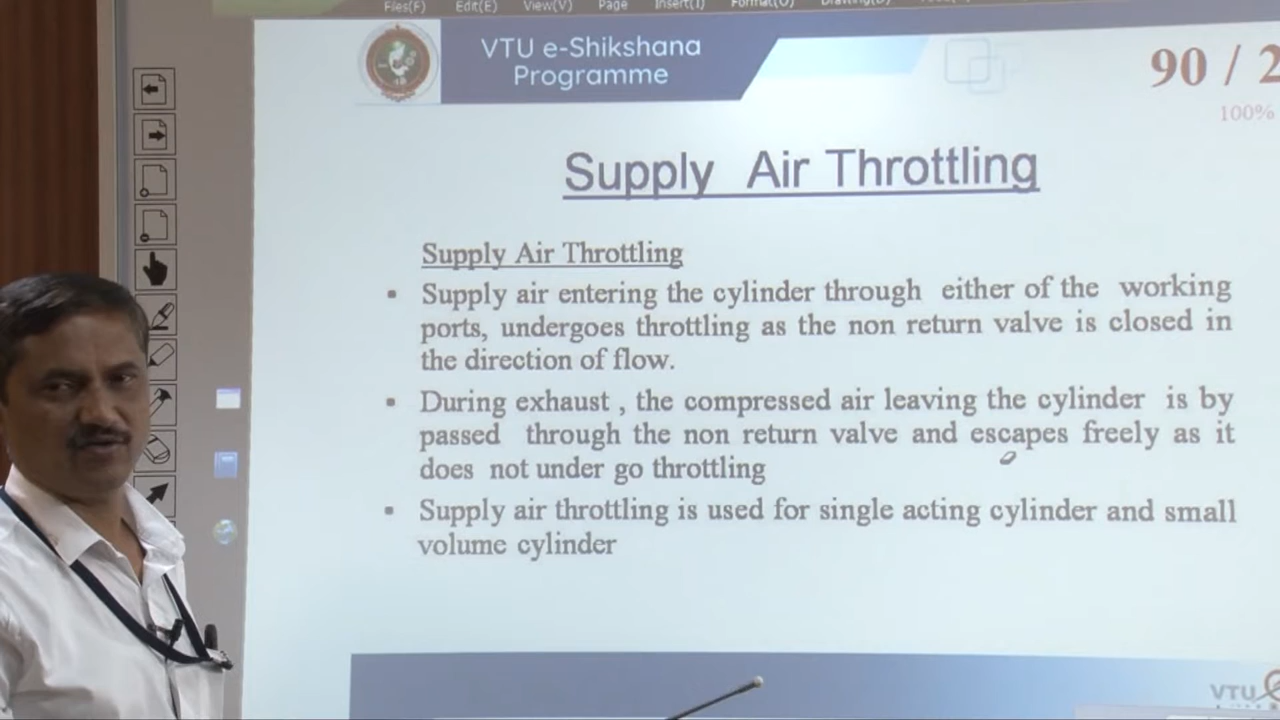 Files(F) Edit(E) View(V) Page Insert(I) Format(O)
VTU e-Shikshana
Programme
90 / 2
100%
Supply Air Throttling
Supply Air Throttling
▪ Supply air entering the cylinder through either of the working
ports, undergoes throttling as the non return valve is closed in
the direction of flow.
▪ During exhaust , the compressed air leaving the cylinder is by
passed through the non return valve and escapes freely as it
does not under go throttling
▪ Supply air throttling is used for single acting cylinder and small
volume cylinder
VTU